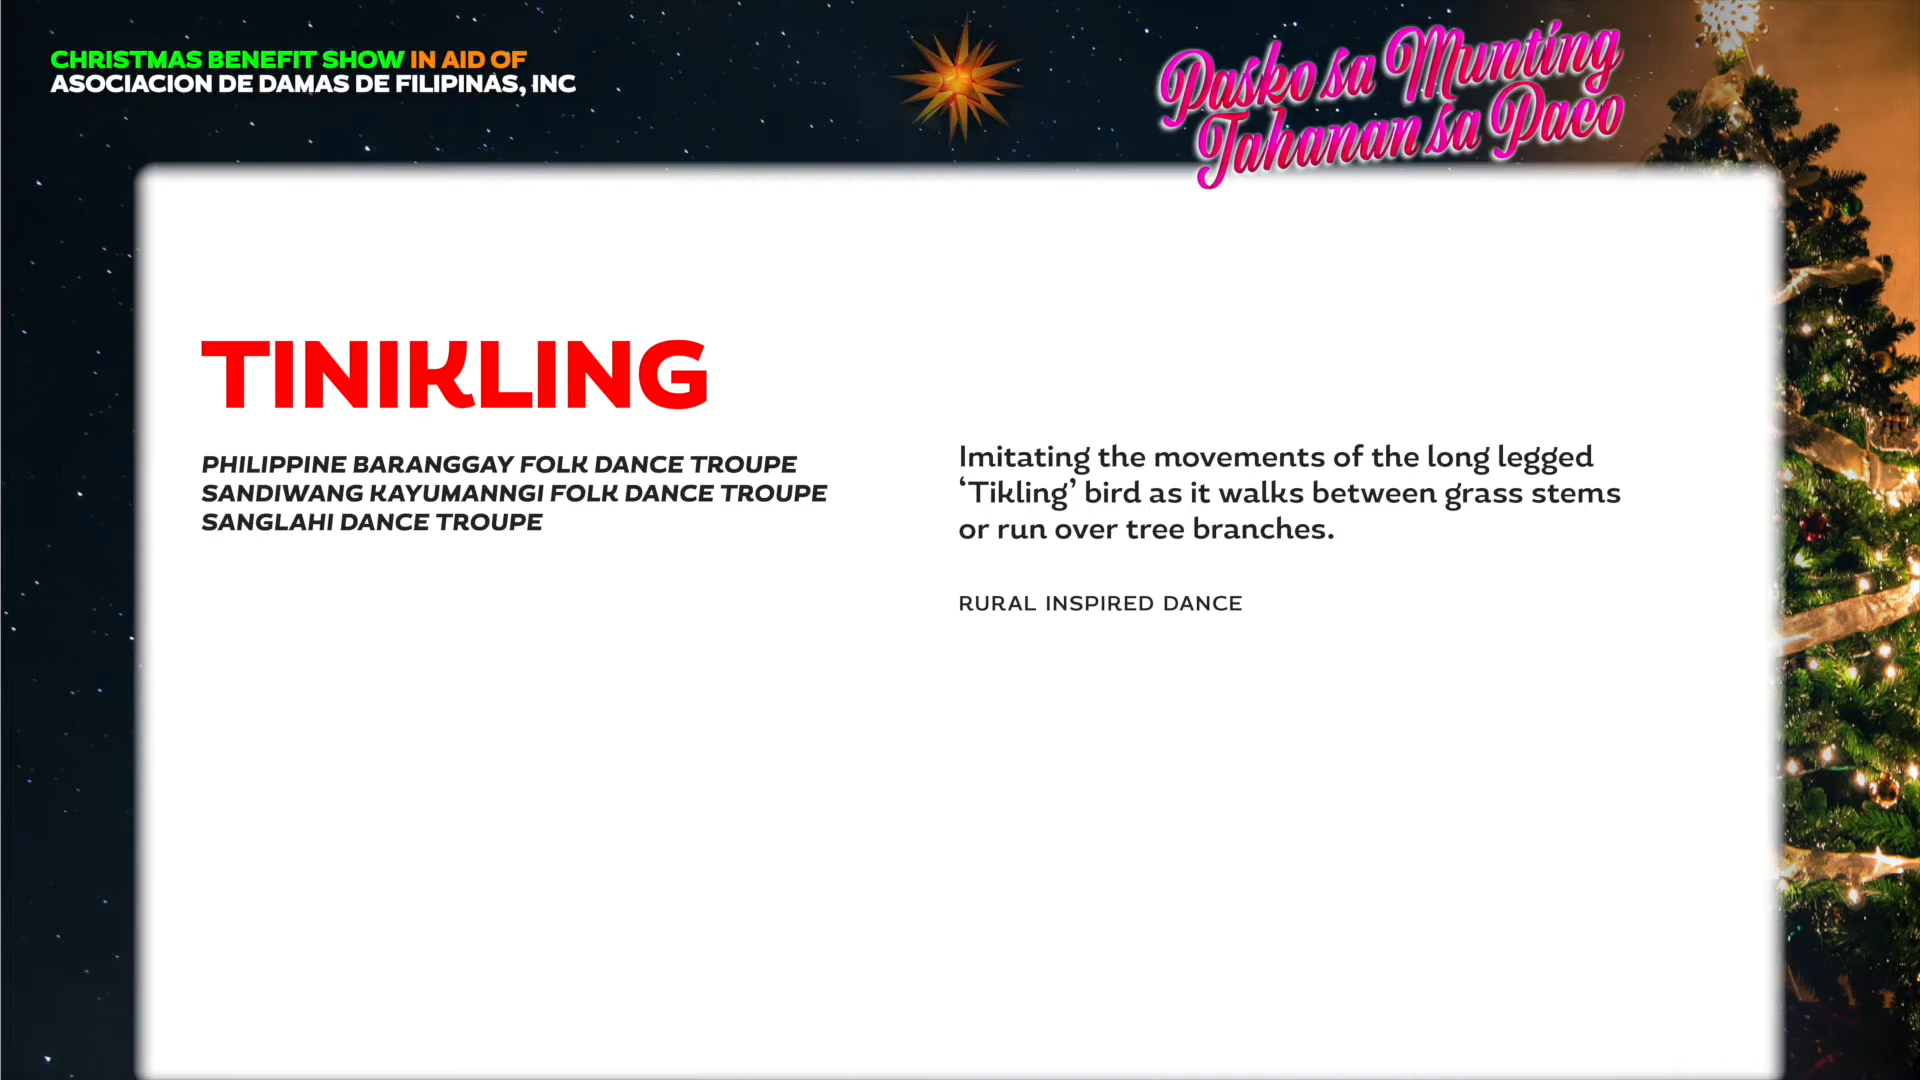 CHRISTMAS BENEFIT SHOW IN AID OF
ASOCIACION DE DAMAS DE FILIPINAS, INC
Pasko sa Munting
Tahanan sa Paco
TINIKLING
PHILIPPINE BARANGGAY FOLK DANCE TROUPE
SANDIWANG KAYUMANNGI FOLK DANCE TROUPE
SANGLAHI DANCE TROUPE
Imitating the movements of the long legged
‘Tikling’ bird as it walks between grass stems
or run over tree branches.
RURAL INSPIRED DANCE